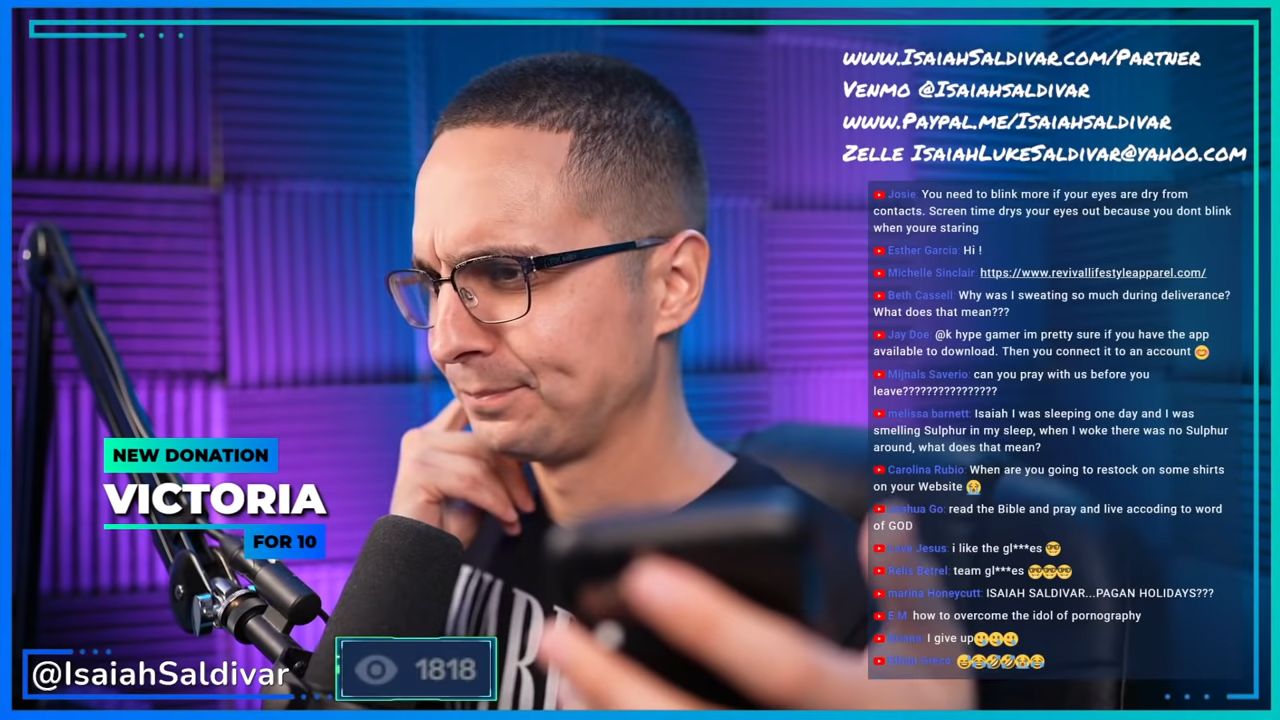 www.IsaiahSaldivar.com/Partner
Venmo @Isaiahsaldivar
www.Paypal.me/Isaiahsaldivar
Zelle IsaiahLukeSaldivar@yahoo.com
Josie: You need to blink more if your eyes are dry from
contacts. Screen time drys your eyes out because you dont blink
when youre staring
Esther Garcia: Hi !
Michelle Sinclair: https://www.revivallifestyleapparel.com/
Beth Cassell: Why was I sweating so much during deliverance?
What does that mean???
Jay Doe: @k hype gamer im pretty sure if you have the app
available to download. Then you connect it to an account 😊
Mijnals Saverio: can you pray with us before you
leave????????????????
melissa barnett: Isaiah I was sleeping one day and I was
smelling Sulphur in my sleep, when I woke there was no Sulphur
around, what does that mean?
Carolina Rubio: When are you going to restock on some shirts
on your Website 😭
Go: read the Bible and pray and live accoding to word
of GOD
Jesus: i like the gl***es 🤓
Relis Betrel: team gl***es 🤓🤓🤓
marina Honeycutt: ISAIAH SALDIVAR...PAGAN HOLIDAYS???
E M: how to overcome the idol of pornography
I give up🥲🥲🥲
NEW DONATION
VICTORIA
FOR 10
@IsaiahSaldivar
1818